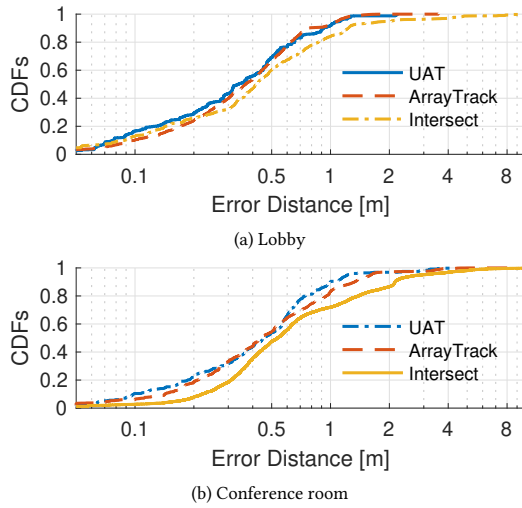 1
0.8
0.6
0.4
0.2
0
CDFs
UAT
ArrayTrack
Intersect
0.1 0.5 1 2 4 8
Error Distance [m]
(a) Lobby
1
0.8
0.6
0.4
0.2
0
CDFs
UAT
ArrayTrack
Intersect
0.1 0.5 1 2 4 8
Error Distance [m]
(b) Conference room